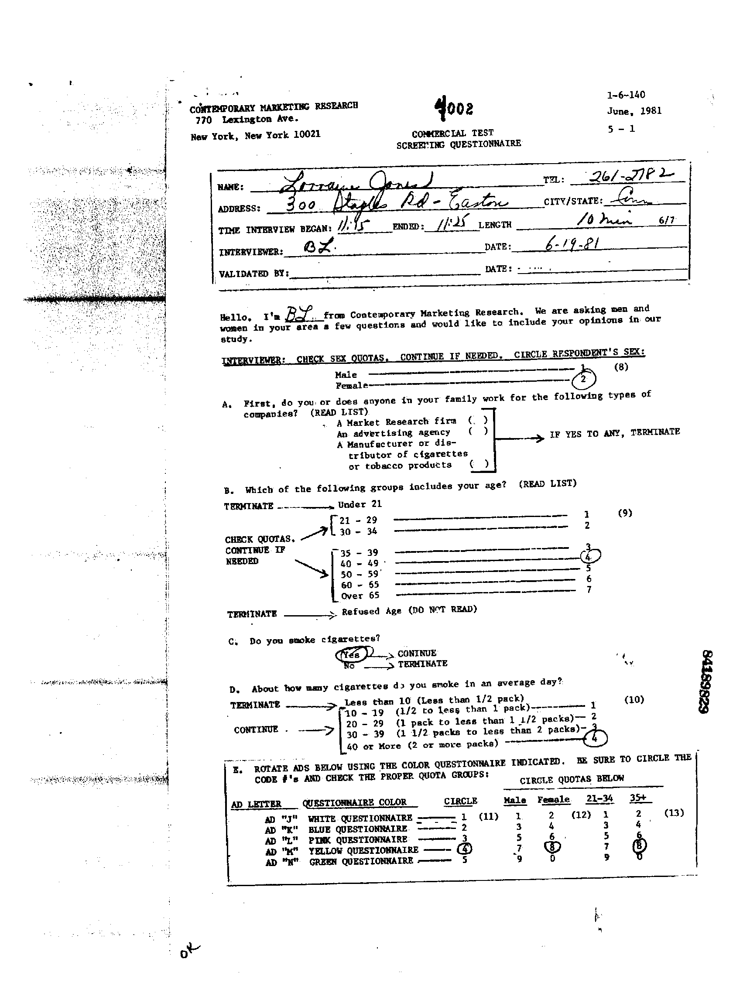 1-6-140
CONTEMPORARY MARKETING RESEARCH 4002 June, 1981
770 Lexington Ave.
New York, New York 10021 COMMERCIAL TEST 5 - 1
SCREENING QUESTIONNAIRE
NAME: Lorraine Jones TEL: 261-2782
ADDRESS: 300 Staples Rd - Easton CITY/STATE: Conn
TIME INTERVIEW BEGAN: 11:15 ENDED: 11:25 LENGTH 10 min 6/7
INTERVIEWER: BL. DATE: 6-19-81
VALIDATED BY: DATE:
Hello, I'm BL from Contemporary Marketing Research. We are asking men and
women in your area a few questions and would like to include your opinions in our
study.
INTERVIEWER: CHECK SEX QUOTAS. CONTINUE IF NEEDED. CIRCLE RESPONDENT'S SEX:
Male 1 (8)
Female 2
A. First, do you or does anyone in your family work for the following types of
companies? (READ LIST)
A Market Research firm ( )
An advertising agency ( ) IF YES TO ANY, TERMINATE
A Manufacturer or dis-
tributor of cigarettes
or tobacco products ( )
B. Which of the following groups includes your age? (READ LIST)
TERMINATE Under 21
21 - 29 1 (9)
30 - 34 2
CHECK QUOTAS.
CONTINUE IF 35 - 39 3
NEEDED 40 - 49 4
50 - 59 5
60 - 65 6
Over 65 7
TERMINATE Refused Age (DO NOT READ)
C. Do you smoke cigarettes?
Yes CONINUE
No TERMINATE
D. About how many cigarettes do you smoke in an average day?
TERMINATE Less than 10 (Less than 1/2 pack)
10 - 19 (1/2 to less than 1 pack) 1 (10)
20 - 29 (1 pack to less than 1 1/2 packs) 2
CONTINUE 30 - 39 (1 1/2 packs to less than 2 packs) 3
40 or More (2 or more packs) 4
E. ROTATE ADS BELOW USING THE COLOR QUESTIONNAIRE INDICATED. BE SURE TO CIRCLE THE
CODE #'s AND CHECK THE PROPER QUOTA GROUPS: CIRCLE QUOTAS BELOW
AD LETTER QUESTIONNAIRE COLOR CIRCLE Male Female 21-34 35+
AD "J" WHITE QUESTIONNAIRE 1 (11) 1 2 (12) 1 2 (13)
AD "K" BLUE QUESTIONNAIRE 2 3 4 3 4
AD "L" PINK QUESTIONNAIRE 3 5 6 5 6
AD "M" YELLOW QUESTIONNAIRE 4 7 8 7 8
AD "N" GREEN QUESTIONNAIRE 5 9 0 9 0
84189829
OK